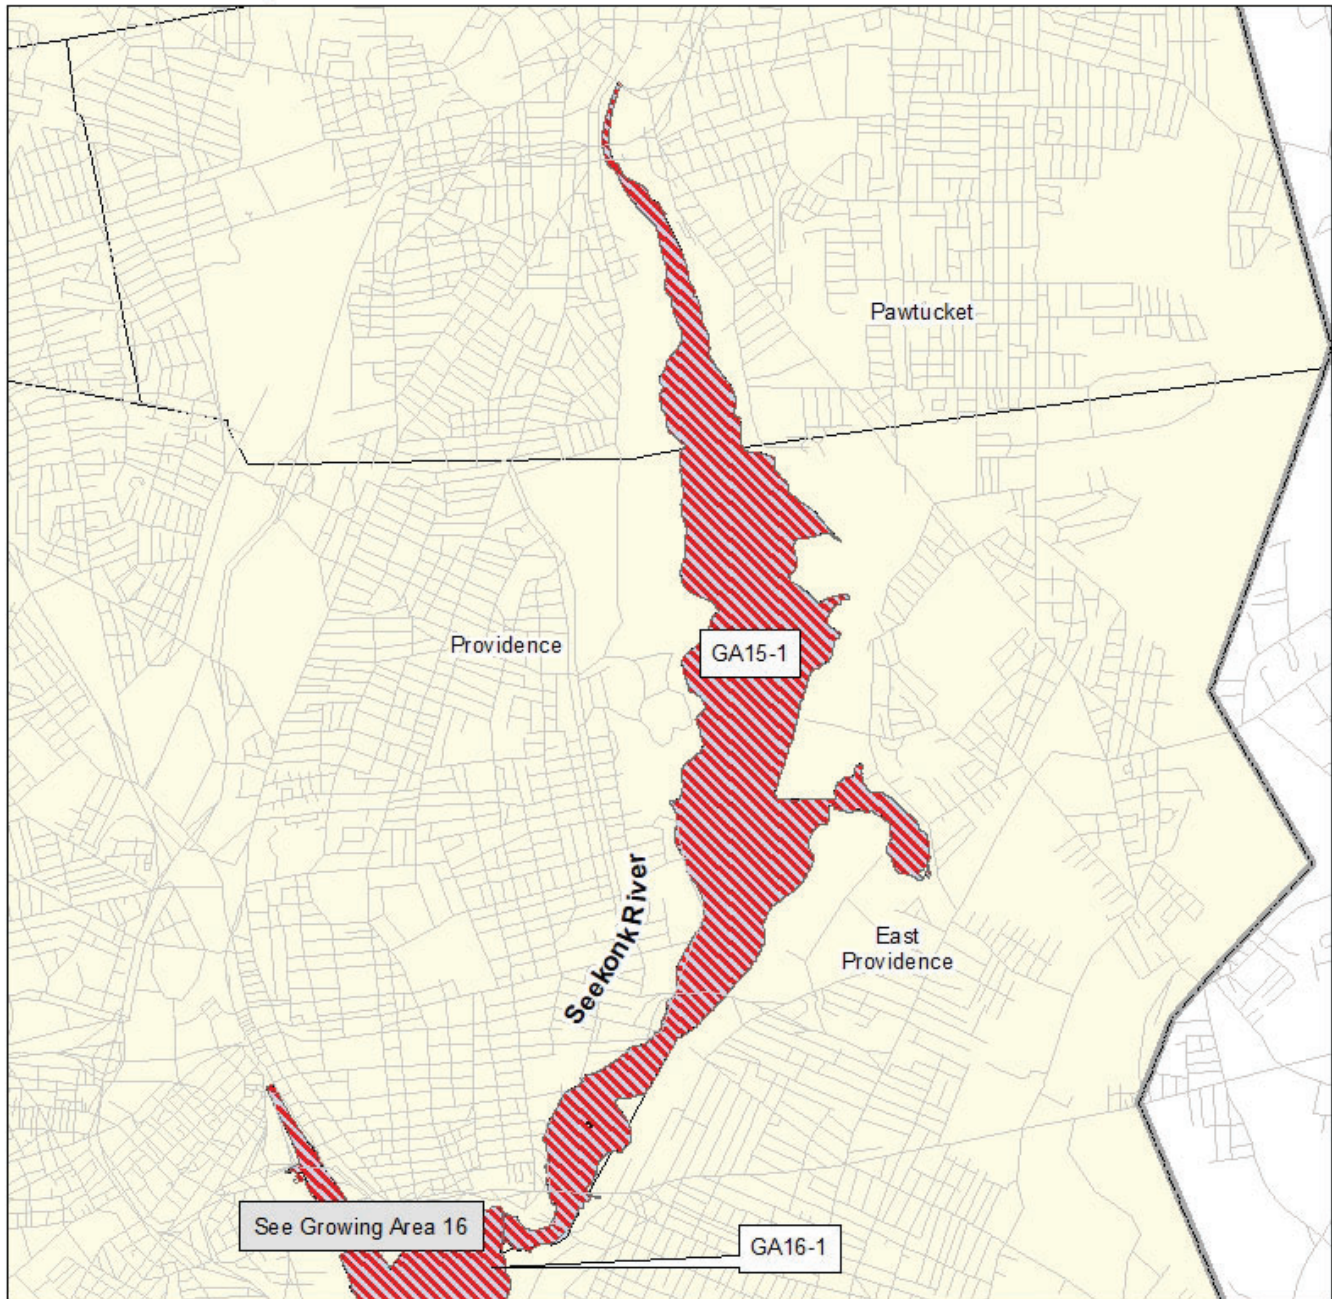 Pawtucket
Providence
GA15-1
Seekonk River
East
Providence
See Growing Area 16
GA16-1